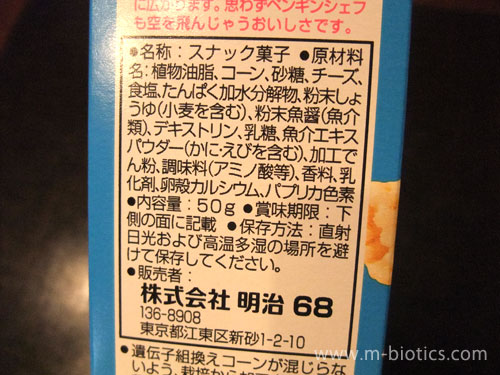 に広がります。思わずペンギンシェフ
も空を飛んじゃうおいしさです。
●名称：スナック菓子 ●原材料
名：植物油脂、コーン、砂糖、チーズ、
食塩、たんぱく加水分解物、粉末しょ
うゆ(小麦を含む)、粉末魚醤(魚介
類)、デキストリン、乳糖、魚介エキス
パウダー(かに・えびを含む)、加工で
ん粉、調味料(アミノ酸等)、香料、乳
化剤、卵殻カルシウム、パプリカ色素
●内容量：50g ●賞味期限：下
側の面に記載 ●保存方法：直射
日光および高温多湿の場所を避
けて保存してください。
●販売者：
株式会社 明治 68
136-8908
東京都江東区新砂1-2-10
●遺伝子組換えコーンが混じらな
いよう、栽培から
www.m-biotics.com